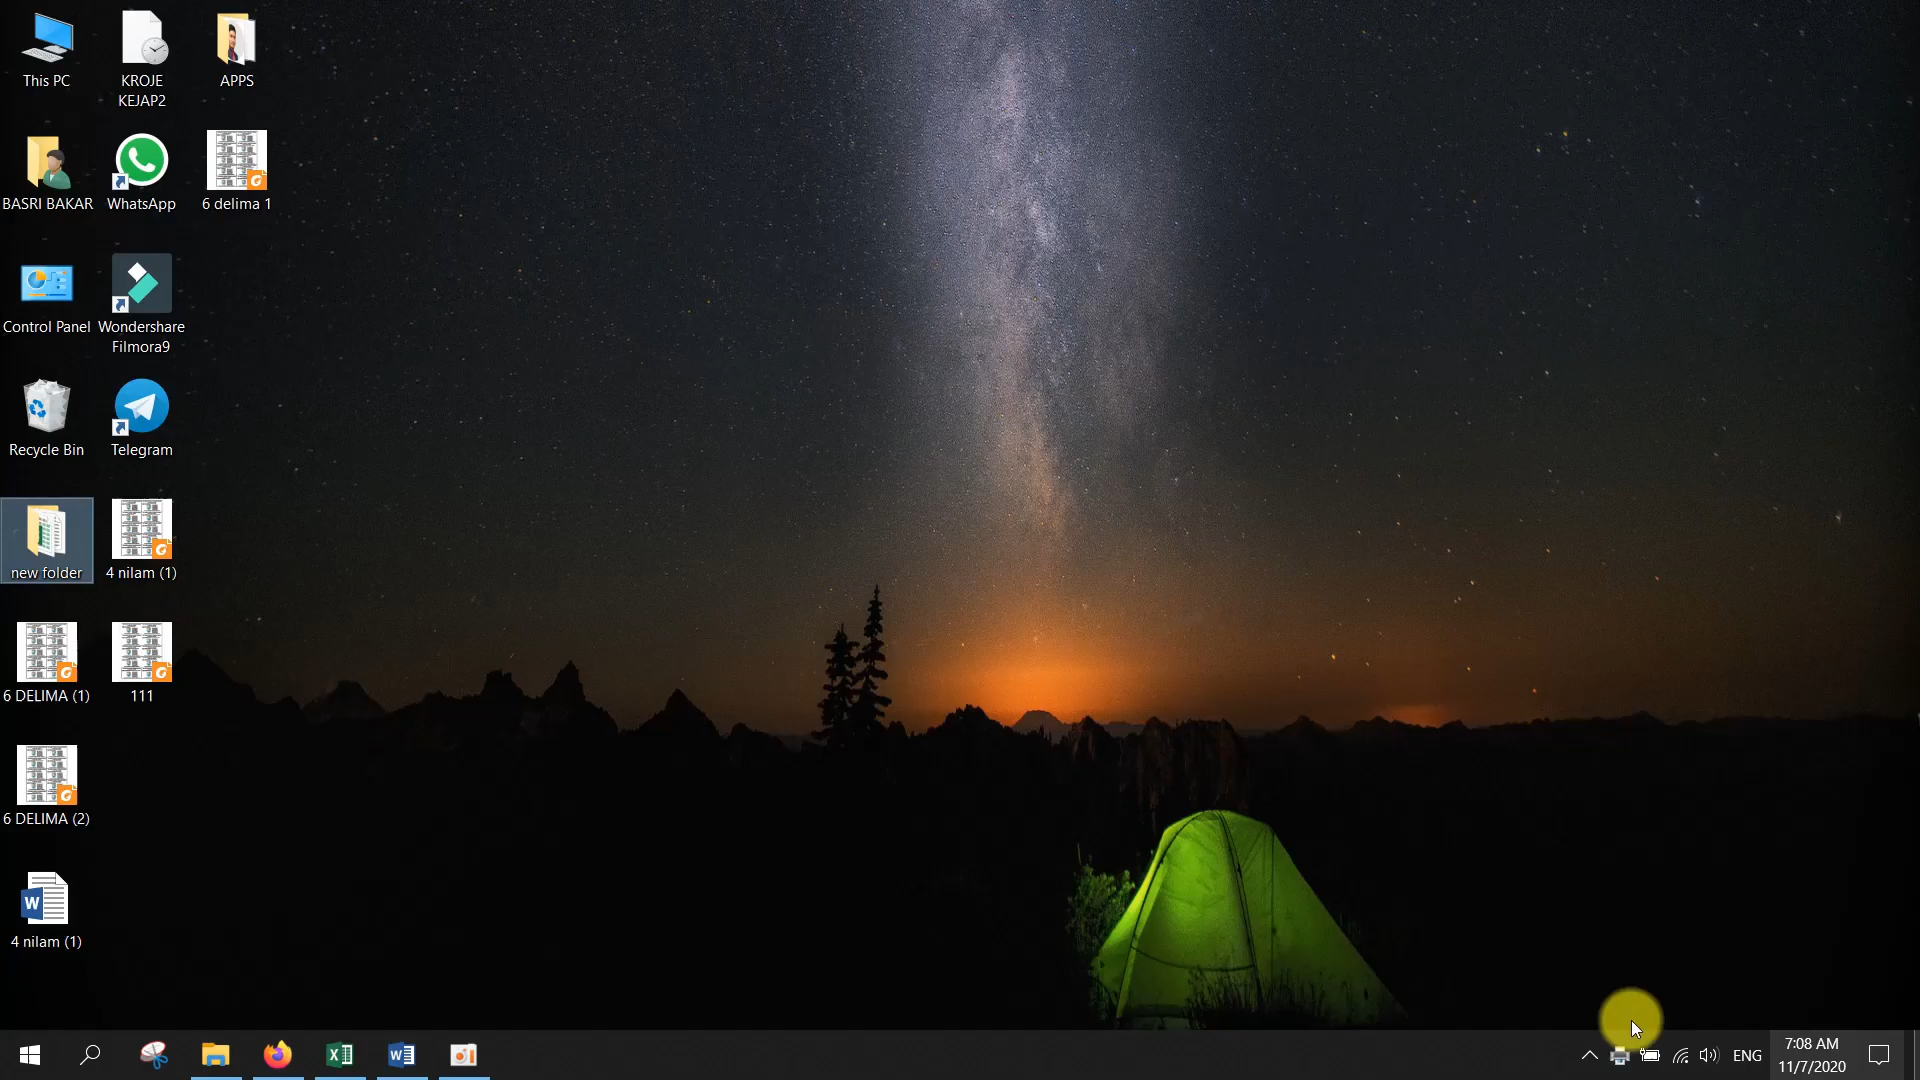 This PC
KROJE
KEJAP2
APPS
BASRI BAKAR
WhatsApp
6 delima 1
Control Panel
Wondershare
Filmora9
Recycle Bin
Telegram
new folder
4 nilam (1)
6 DELIMA (1)
111
6 DELIMA (2)
4 nilam (1)
ENG
7:08 AM
11/7/2020